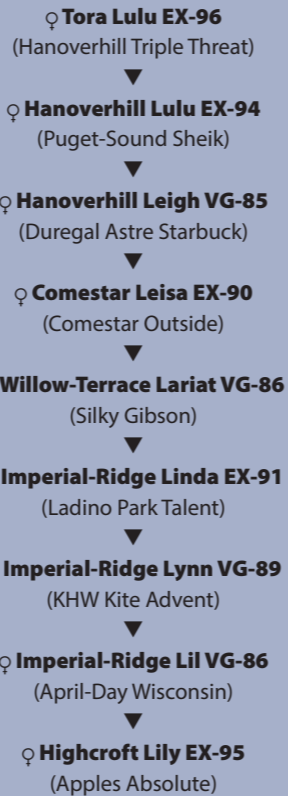 ♀ Tora Lulu EX-96
(Hanoverhill Triple Threat)
▼
♀ Hanoverhill Lulu EX-94
(Puget-Sound Sheik)
▼
♀ Hanoverhill Leigh VG-85
(Duregal Astre Starbuck)
▼
♀ Comestar Leisa EX-90
(Comestar Outside)
▼
Willow-Terrace Lariat VG-86
(Silky Gibson)
▼
Imperial-Ridge Linda EX-91
(Ladino Park Talent)
▼
Imperial-Ridge Lynn VG-89
(KHW Kite Advent)
▼
♀ Imperial-Ridge Lil VG-86
(April-Day Wisconsin)
▼
♀ Highcroft Lily EX-95
(Apples Absolute)